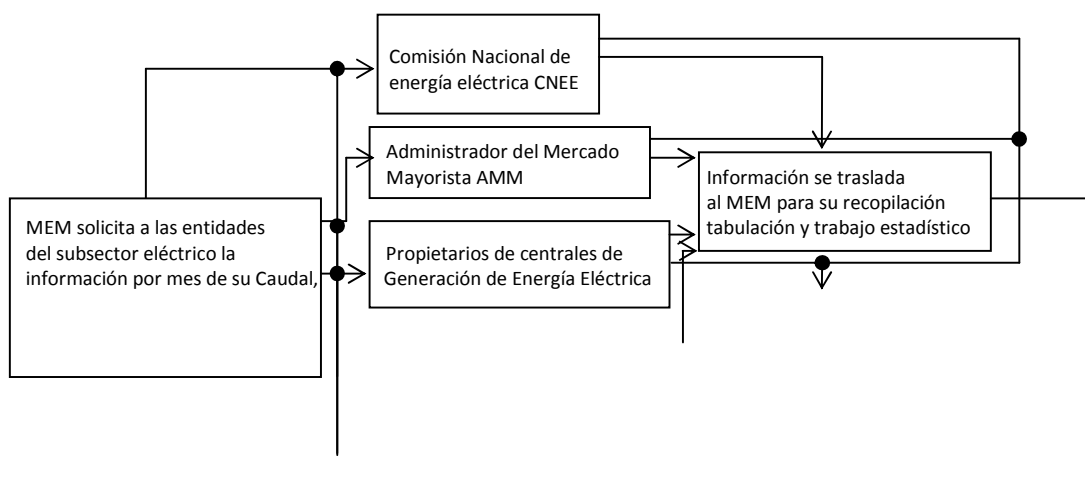 Comisión Nacional de
energía eléctrica CNEE
Administrador del Mercado
Mayorista AMM
Información se traslada
al MEM para su recopilación
tabulación y trabajo estadístico
MEM solicita a las entidades
del subsector eléctrico la
información por mes de su Caudal,
Propietarios de centrales de
Generación de Energía Eléctrica